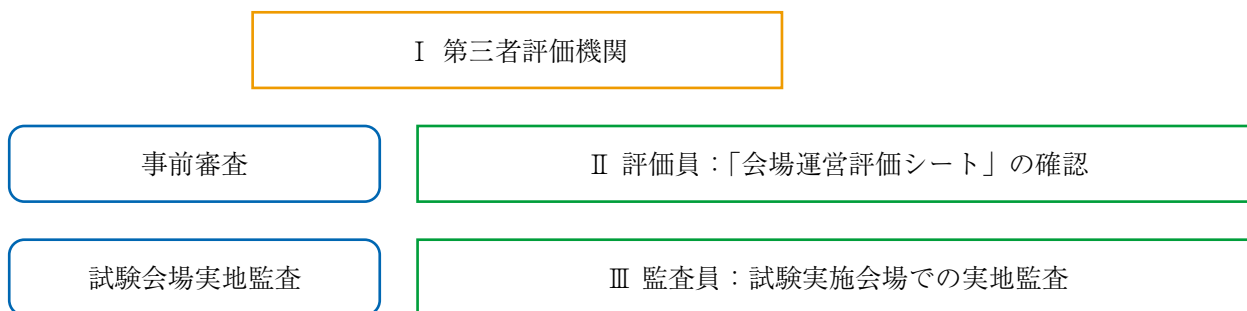 Ⅰ 第三者評価機関
事前審査
Ⅱ 評価員：「会場運営評価シート」の確認
試験会場実地監査
Ⅲ 監査員：試験実施会場での実地監査